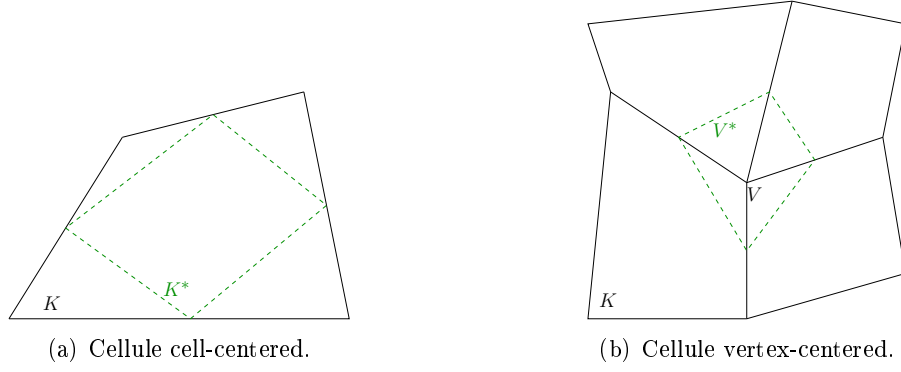 V*
V
K*
K
K
(a) Cellule cell-centered.
(b) Cellule vertex-centered.